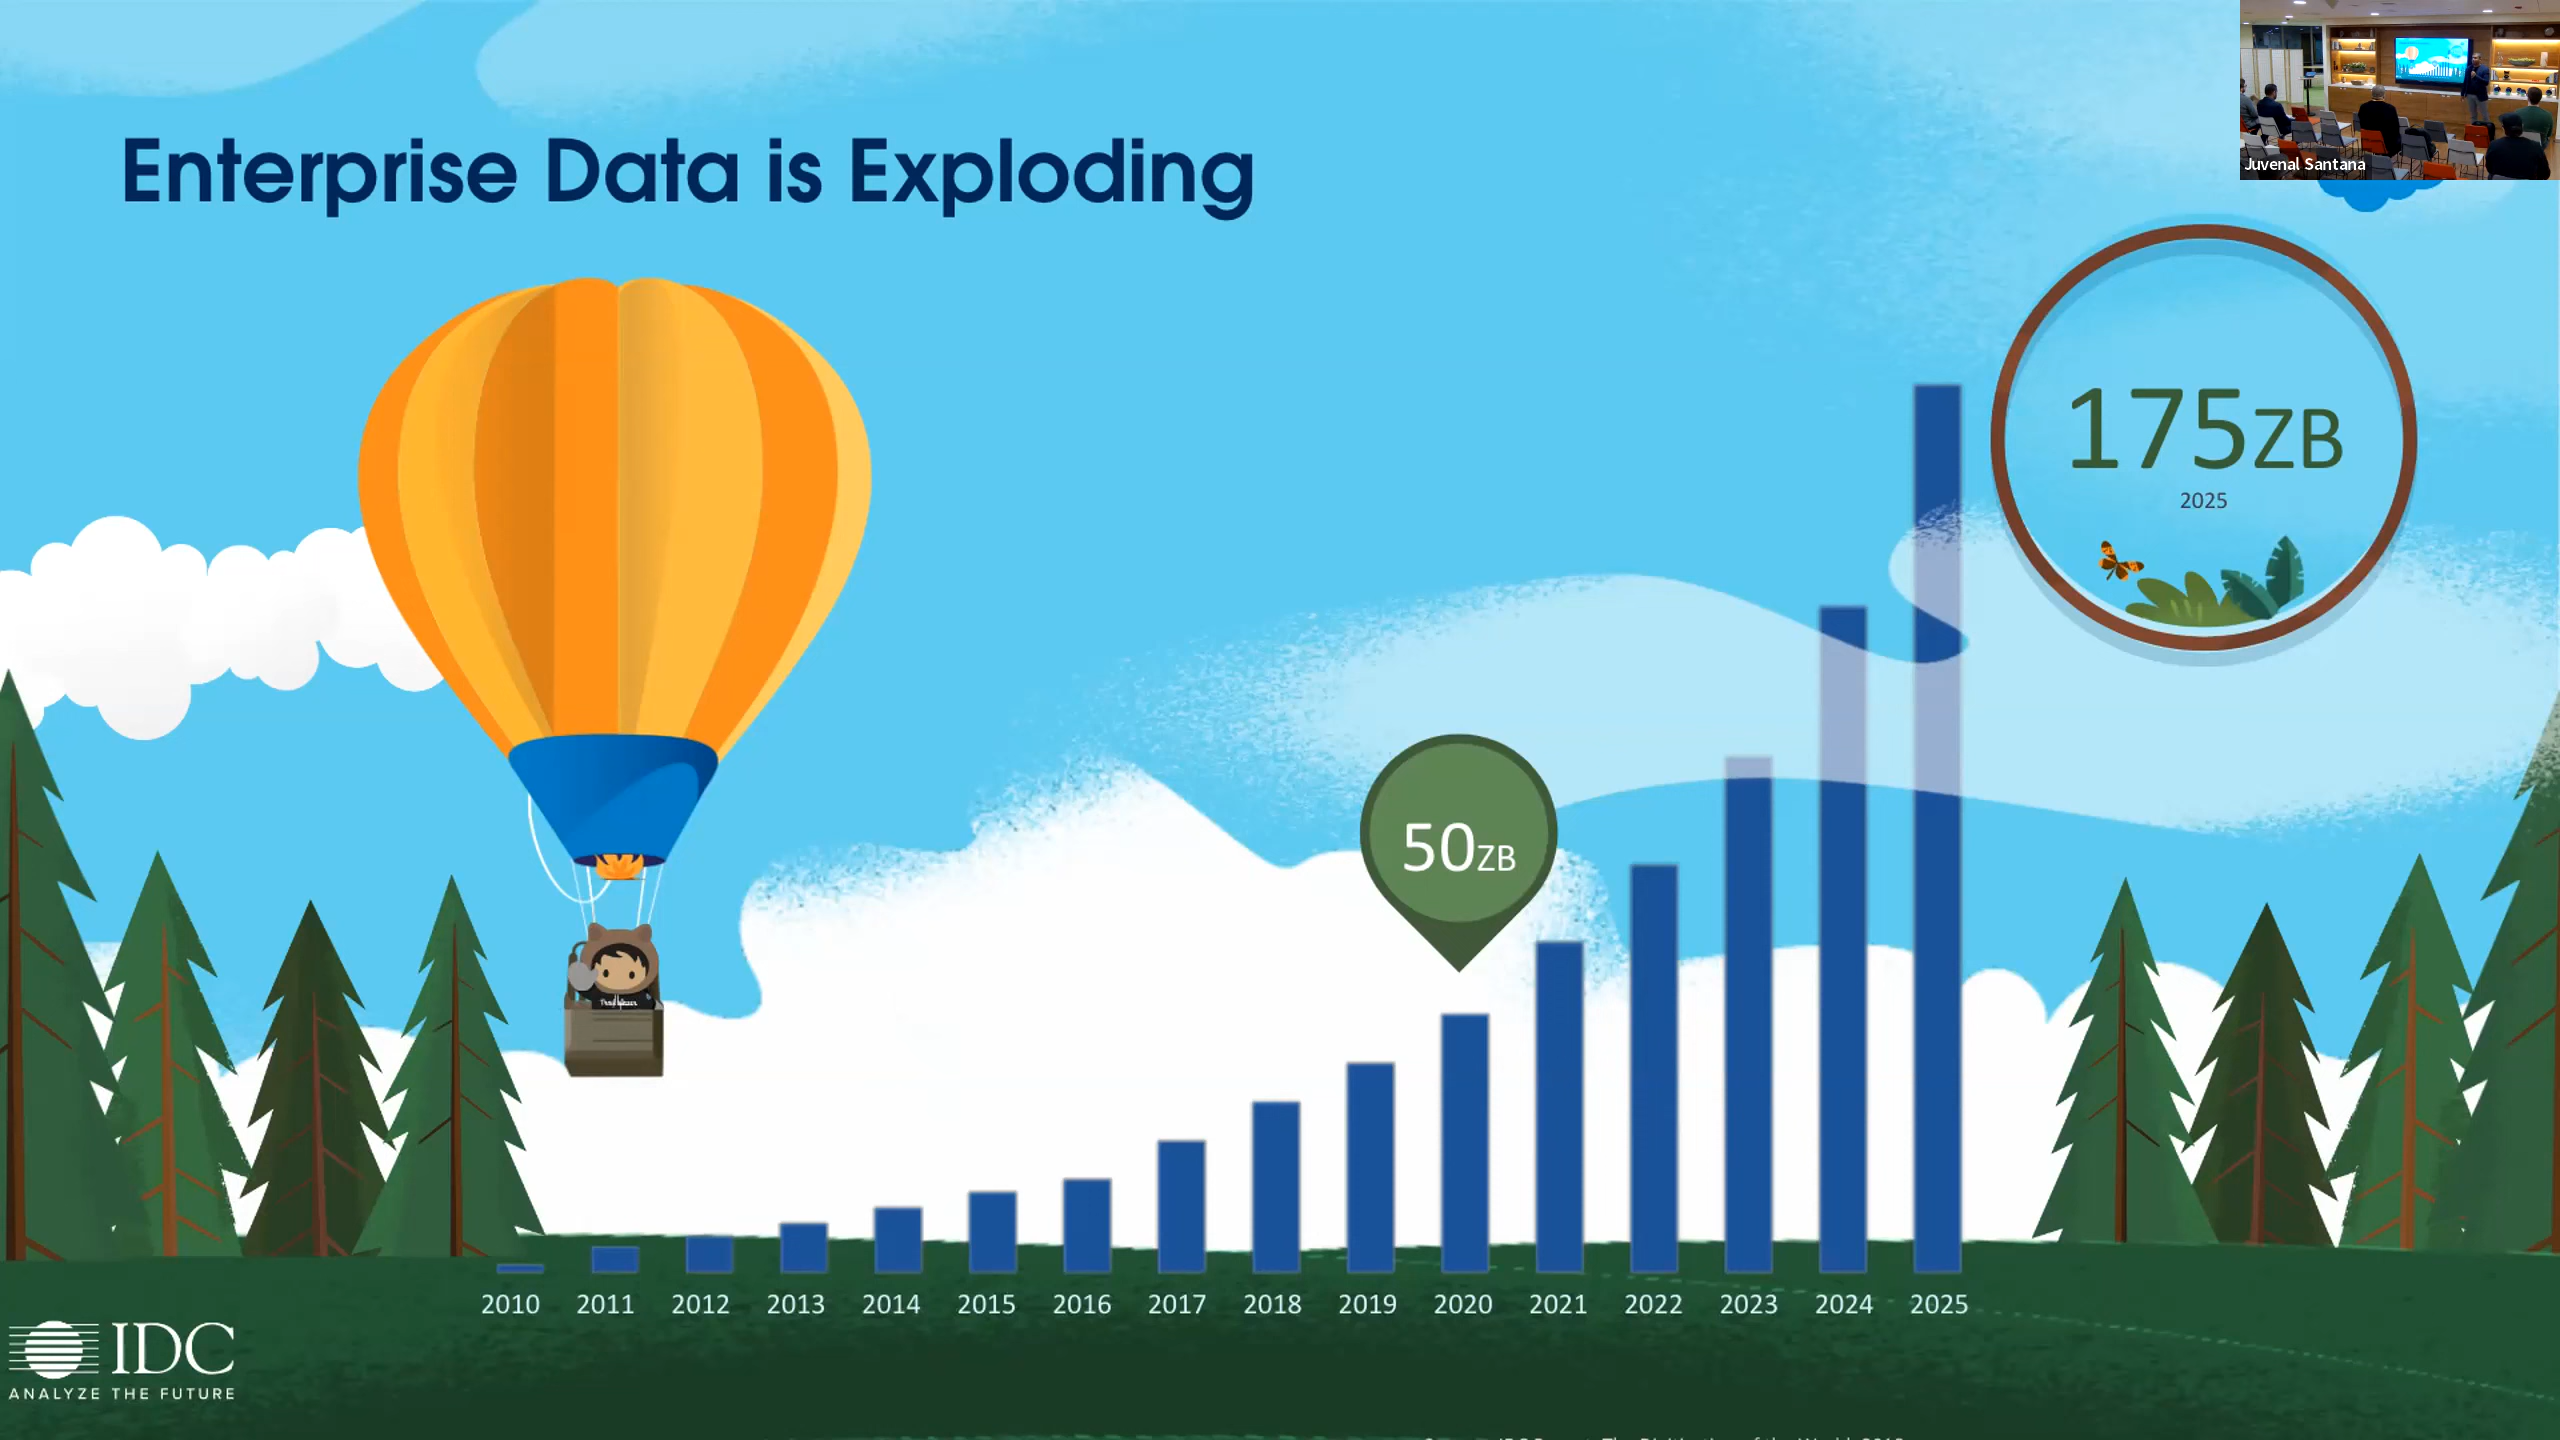 Enterprise Data is Exploding
Juvenal Santana
175ZB
2025
50ZB
2010 2011 2012 2013 2014 2015 2016 2017 2018 2019 2020 2021 2022 2023 2024 2025
IDC
ANALYZE THE FUTURE